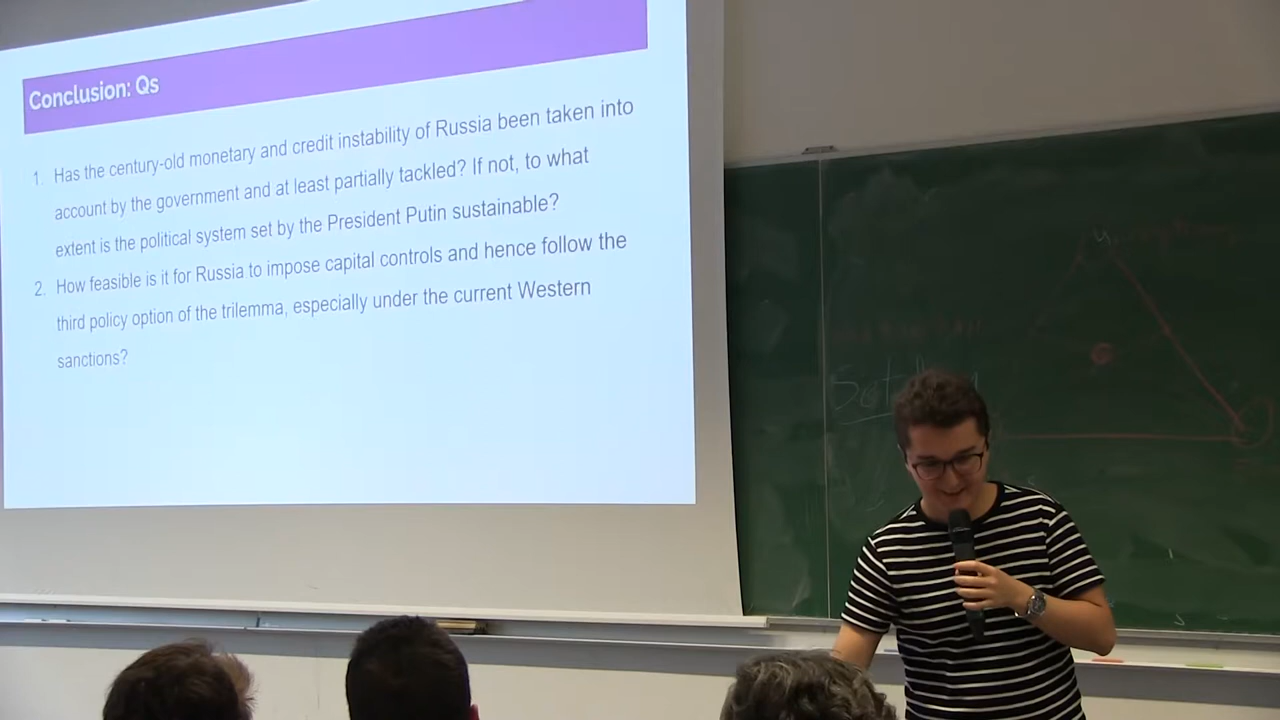 Conclusion: Qs
1. Has the century-old monetary and credit instability of Russia been taken into
account by the government and at least partially tackled? If not, to what
extent is the political system set by the President Putin sustainable?
2. How feasible is it for Russia to impose capital controls and hence follow the
third policy option of the trilemma, especially under the current Western
sanctions?